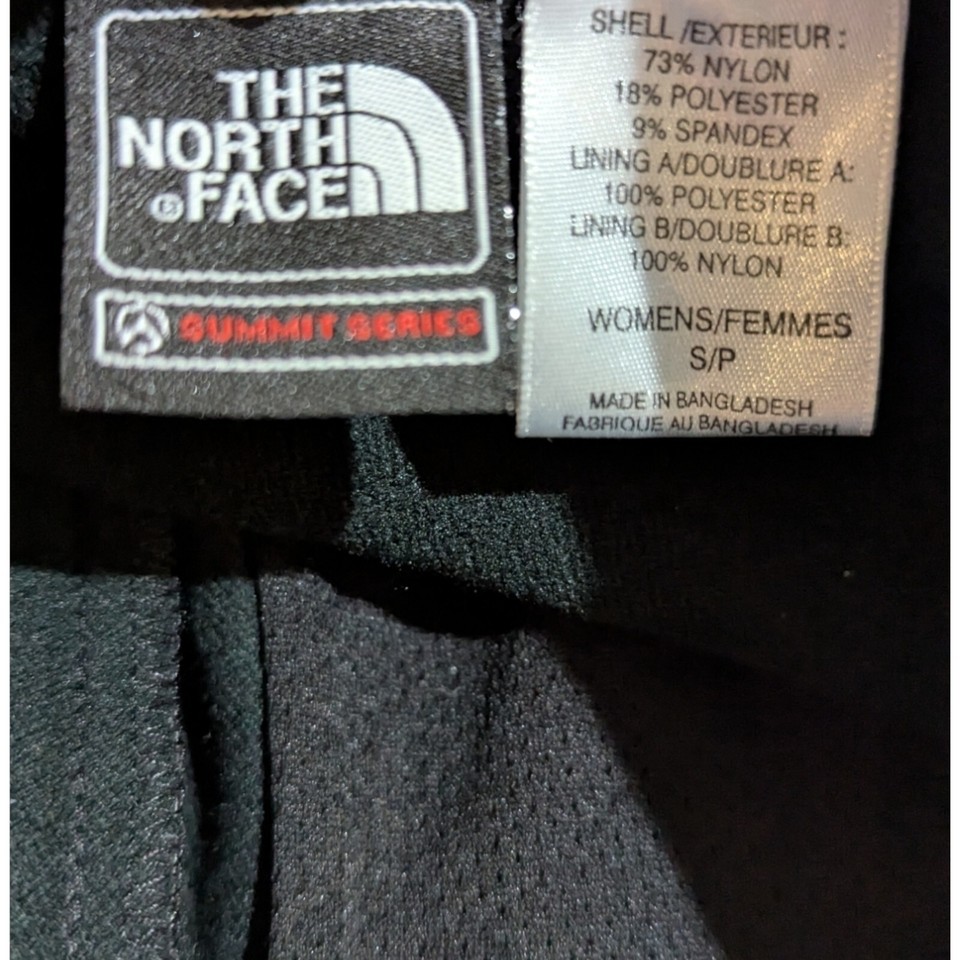 THE
NORTH
®FACE
SUMMIT SERIES
SHELL /EXTERIEUR :
73% NYLON
18% POLYESTER
9% SPANDEX
LINING A/DOUBLURE A:
100% POLYESTER
LINING B/DOUBLURE B:
100% NYLON
WOMENS/FEMMES
S/P
MADE IN BANGLADESH
FABRIQUE AU BANGLADESH